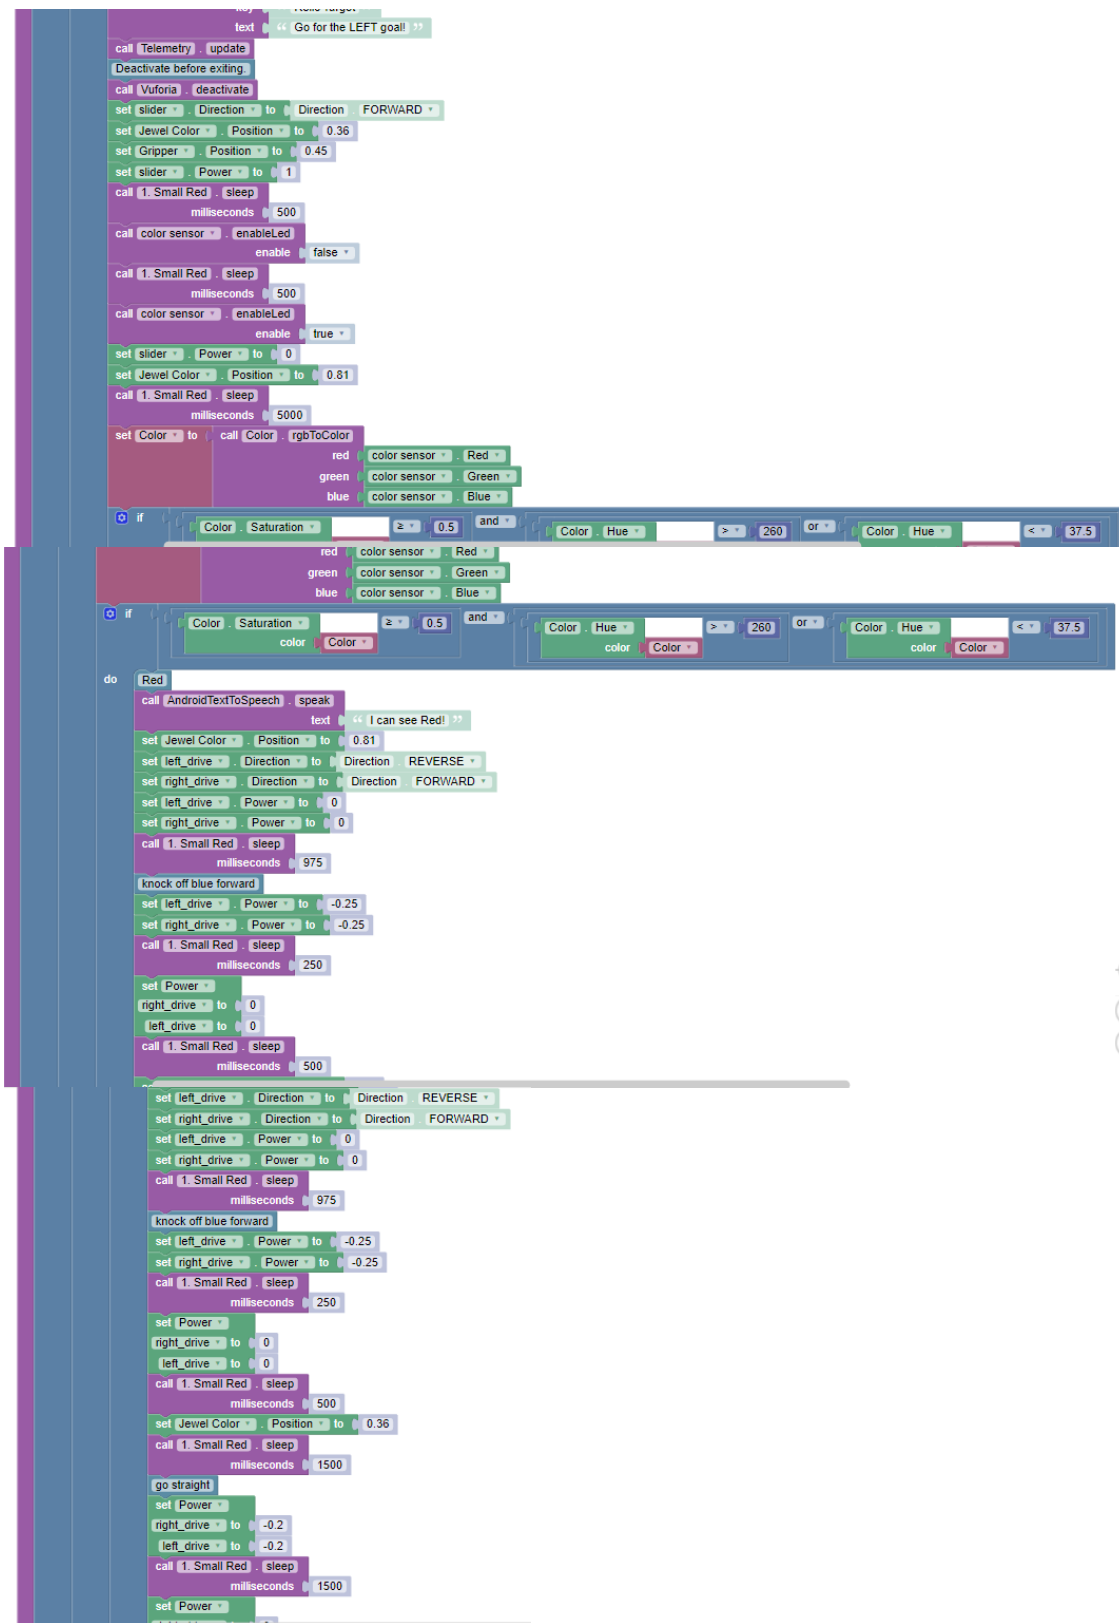 text “ Go for the LEFT goal! ”
call Telemetry . update
Deactivate before exiting.
call Vuforia . deactivate
set slider . Direction to Direction FORWARD
set Jewel Color . Position to 0.36
set Gripper . Position to 0.45
set slider . Power to 1
call 1. Small Red . sleep
milliseconds 500
call color sensor . enableLed
enable false
call 1. Small Red . sleep
milliseconds 500
call color sensor . enableLed
enable true
set slider . Power to 0
set Jewel Color . Position to 0.81
call 1. Small Red . sleep
milliseconds 5000
set Color to call Color . rgbToColor
red color sensor . Red
green color sensor . Green
blue color sensor . Blue
if Color . Saturation ≥ 0.5 and Color . Hue > 260 or Color . Hue < 37.5
red color sensor . Red
green color sensor . Green
blue color sensor . Blue
if Color . Saturation ≥ 0.5 and Color . Hue > 260 or Color . Hue < 37.5
color Color color Color color Color
do Red
call AndroidTextToSpeech . speak
text “ I can see Red! ”
set Jewel Color . Position to 0.81
set left_drive . Direction to Direction REVERSE
set right_drive . Direction to Direction FORWARD
set left_drive . Power to 0
set right_drive . Power to 0
call 1. Small Red . sleep
milliseconds 975
knock off blue forward
set left_drive . Power to -0.25
set right_drive . Power to -0.25
call 1. Small Red . sleep
milliseconds 250
set Power
right_drive to 0
left_drive to 0
call 1. Small Red . sleep
milliseconds 500
set left_drive . Direction to Direction REVERSE
set right_drive . Direction to Direction FORWARD
set left_drive . Power to 0
set right_drive . Power to 0
call 1. Small Red . sleep
milliseconds 975
knock off blue forward
set left_drive . Power to -0.25
set right_drive . Power to -0.25
call 1. Small Red . sleep
milliseconds 250
set Power
right_drive to 0
left_drive to 0
call 1. Small Red . sleep
milliseconds 500
set Jewel Color . Position to 0.36
call 1. Small Red . sleep
milliseconds 1500
go straight
set Power
right_drive to -0.2
left_drive to -0.2
call 1. Small Red . sleep
milliseconds 1500
set Power